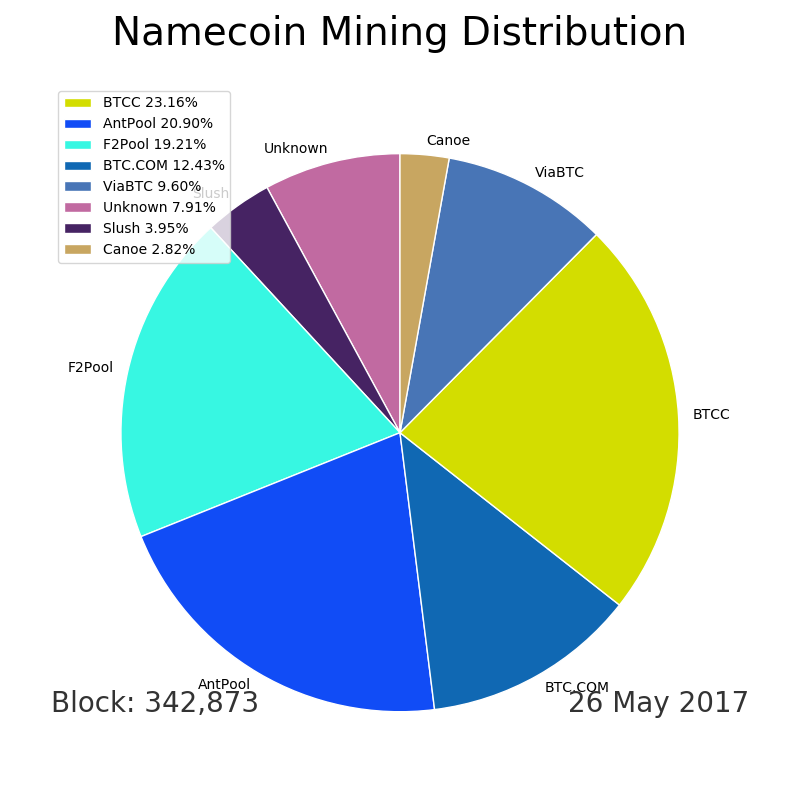 Namecoin Mining Distribution
BTCC 23.16%
AntPool 20.90%
F2Pool 19.21%
BTC.COM 12.43%
ViaBTC 9.60%
Unknown 7.91%
Slush 3.95%
Canoe 2.82%
Canoe
Unknown
ViaBTC
Slush
F2Pool
BTCC
AntPool
BTC.COM
Block: 342,873
26 May 2017